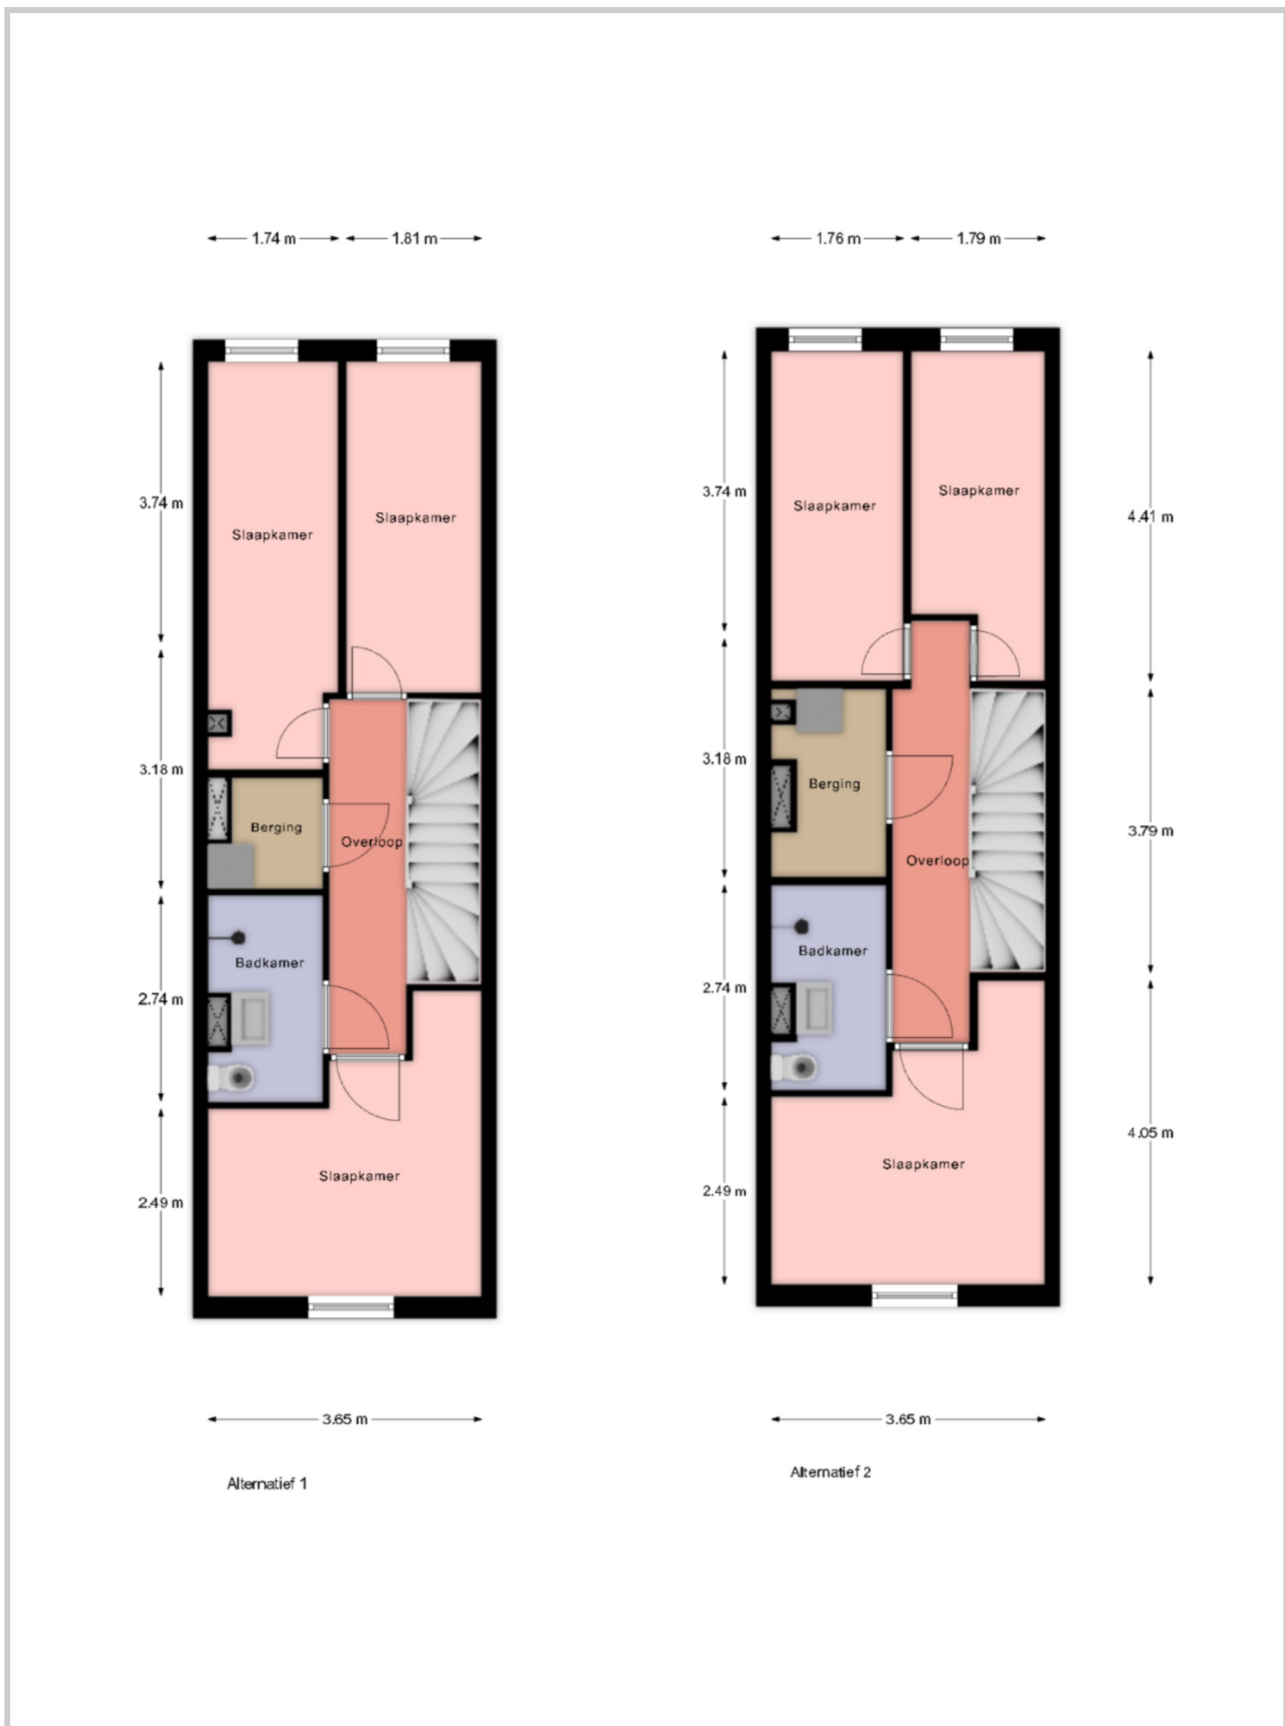 1.74 m
1.81 m
1.76 m
1.79 m
3.74 m
Slaapkamer
Slaapkamer
3.18 m
Berging
Overloop
Badkamer
2.74 m
Slaapkamer
2.49 m
3.65 m
Alternatief 1
3.74 m
Slaapkamer
Slaapkamer
4.41 m
3.18 m
Berging
3.79 m
Overloop
Badkamer
2.74 m
4.05 m
Slaapkamer
2.49 m
3.65 m
Alternatief 2